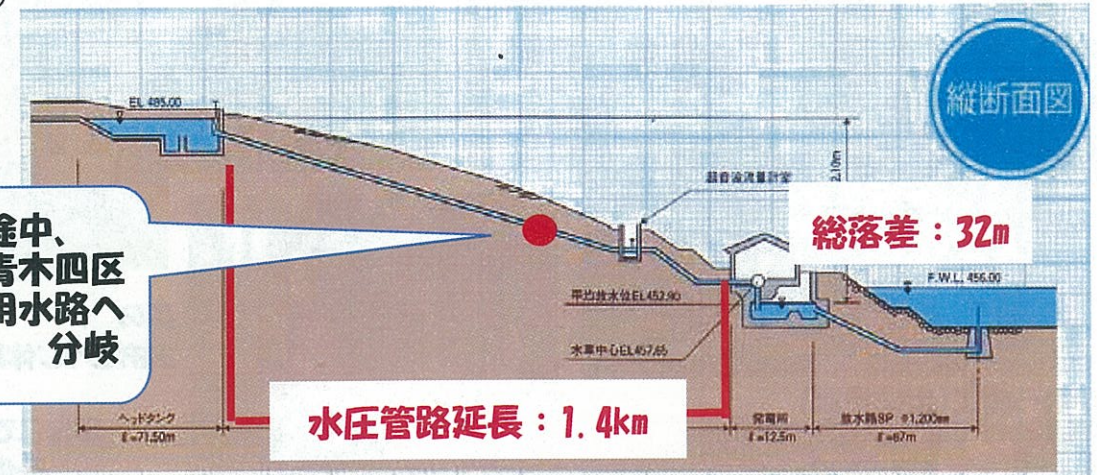 縦断面図
EL 485.00
超音波流量計室
2.10m
総落差：32m
途中、
青木四区
用水路へ
分岐
平均放水位EL452.90
F.W.L. 456.00
水車中心EL457.65
水圧管路延長：1.4km
ヘッドタンク
ℓ=71.50m
発電所
ℓ=12.5m
放水路SP φ1,200mm
ℓ=67m